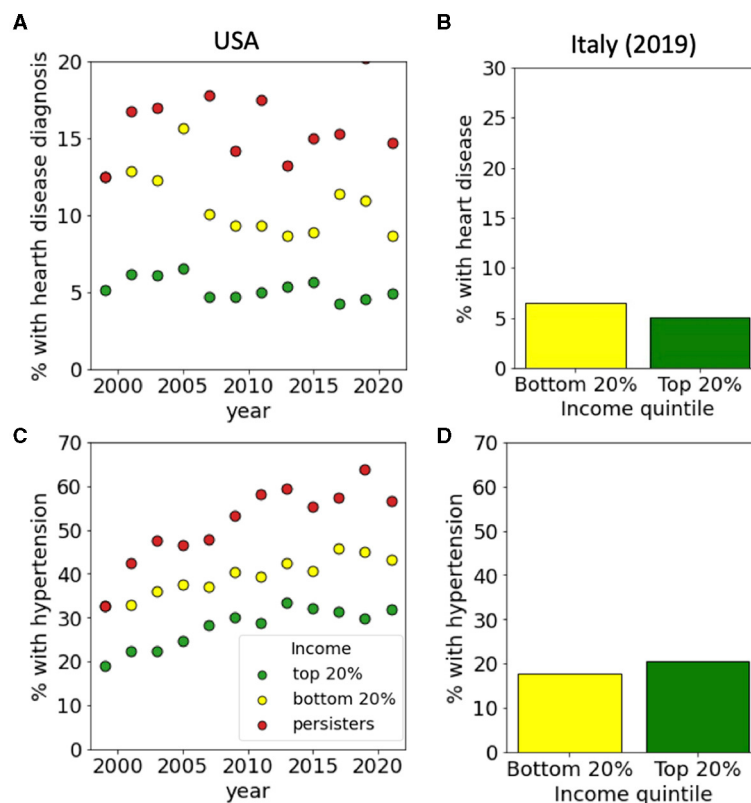 A
USA
% with hearth disease diagnosis
20
15
10
5
0
2000 2005 2010 2015 2020
year
B
Italy (2019)
% with heart disease
30
25
20
15
10
5
0
Bottom 20% Top 20%
Income quintile
C
% with hypertension
70
60
50
40
30
20
10
0
Income
top 20%
bottom 20%
persisters
2000 2005 2010 2015 2020
year
D
% with hypertension
70
60
50
40
30
20
10
0
Bottom 20% Top 20%
Income quintile